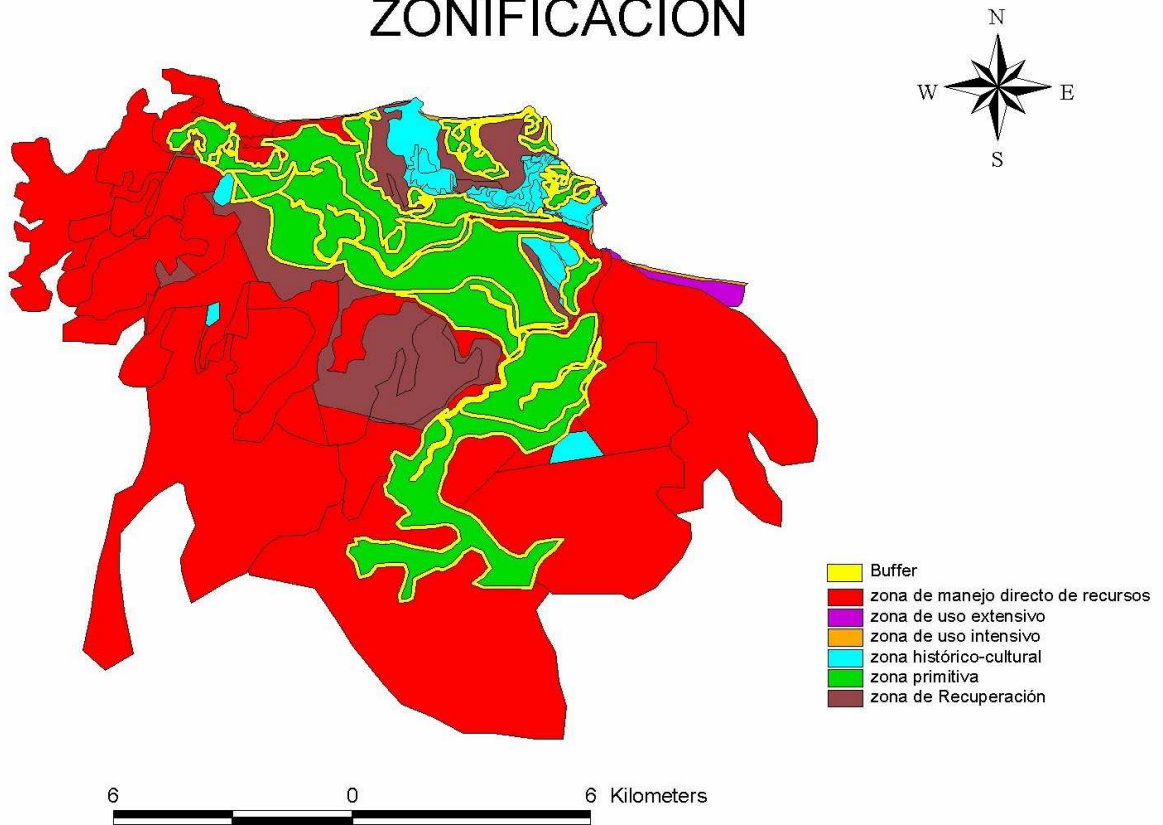 ZONIFICACION
N
W E
S
Buffer
zona de manejo directo de recursos
zona de uso extensivo
zona de uso intensivo
zona histórico-cultural
zona primitiva
zona de Recuperación
6 0 6 Kilometers